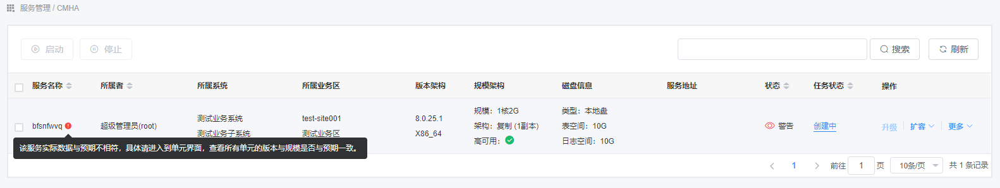 服务管理 / CMHA
启动 停止 搜索 刷新
服务名称 所属者 所属系统 所属业务区 版本架构 规模架构 磁盘信息 服务地址 状态 任务状态 操作
规模：1核2G 类型：本地盘
测试业务系统 test-site001 8.0.25.1
bfsnfwvq 超级管理员(root) 架构：复制 (1副本) 表空间：10G 警告 创建中 升级 扩容 更多
测试业务子系统 测试业务区 X86_64
高可用： 日志空间：10G
该服务实际数据与预期不相符，具体请进入到单元界面，查看所有单元的版本与规模是否与预期一致。
1 前往 1 页 10条/页 共 1 条记录